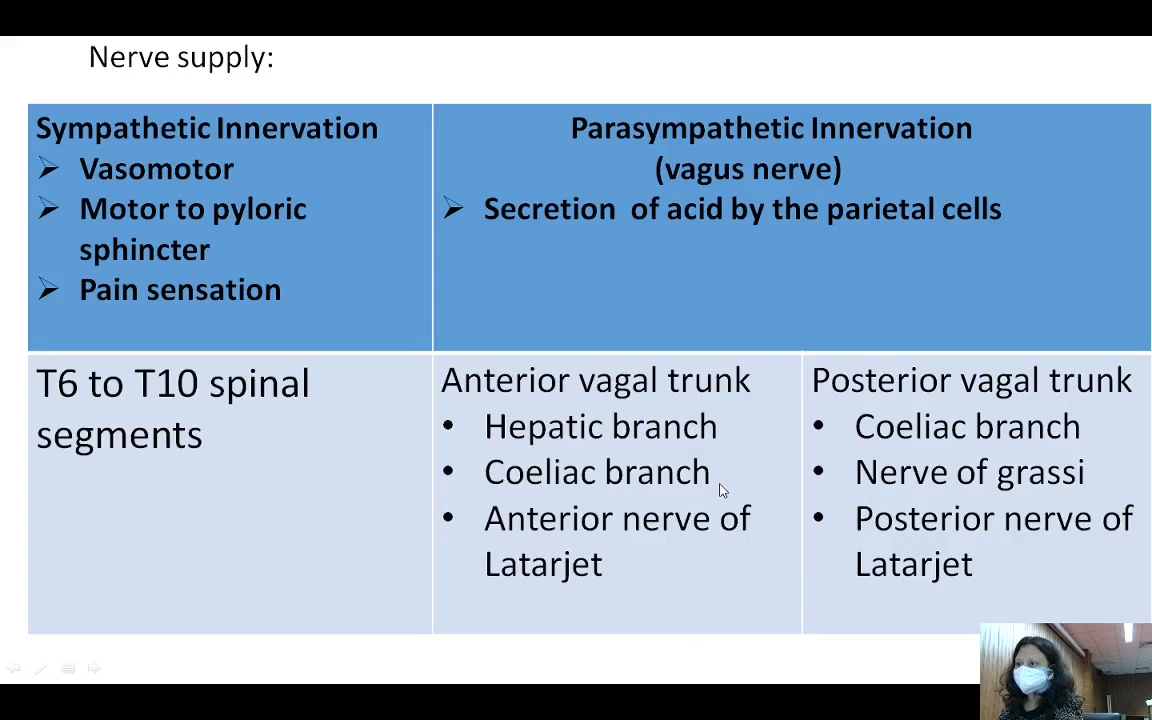 Nerve supply:
Sympathetic Innervation
Vasomotor
Motor to pyloric
sphincter
Pain sensation
Parasympathetic Innervation
(vagus nerve)
Secretion of acid by the parietal cells
T6 to T10 spinal
segments
Anterior vagal trunk
Hepatic branch
Coeliac branch
Anterior nerve of
Latarjet
Posterior vagal trunk
Coeliac branch
Nerve of grassi
Posterior nerve of
Latarjet